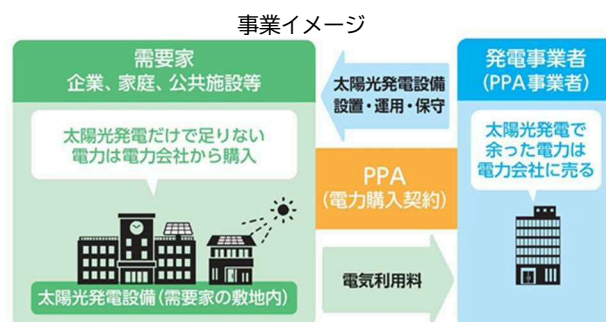 事業イメージ
需要家
企業、家庭、公共施設等
太陽光発電だけで足りない
電力は電力会社から購入
太陽光発電設備(需要家の敷地内)
太陽光発電設備
設置・運用・保守
PPA
(電力購入契約)
電気利用料
発電事業者
(PPA事業者)
太陽光発電で
余った電力は
電力会社に売る